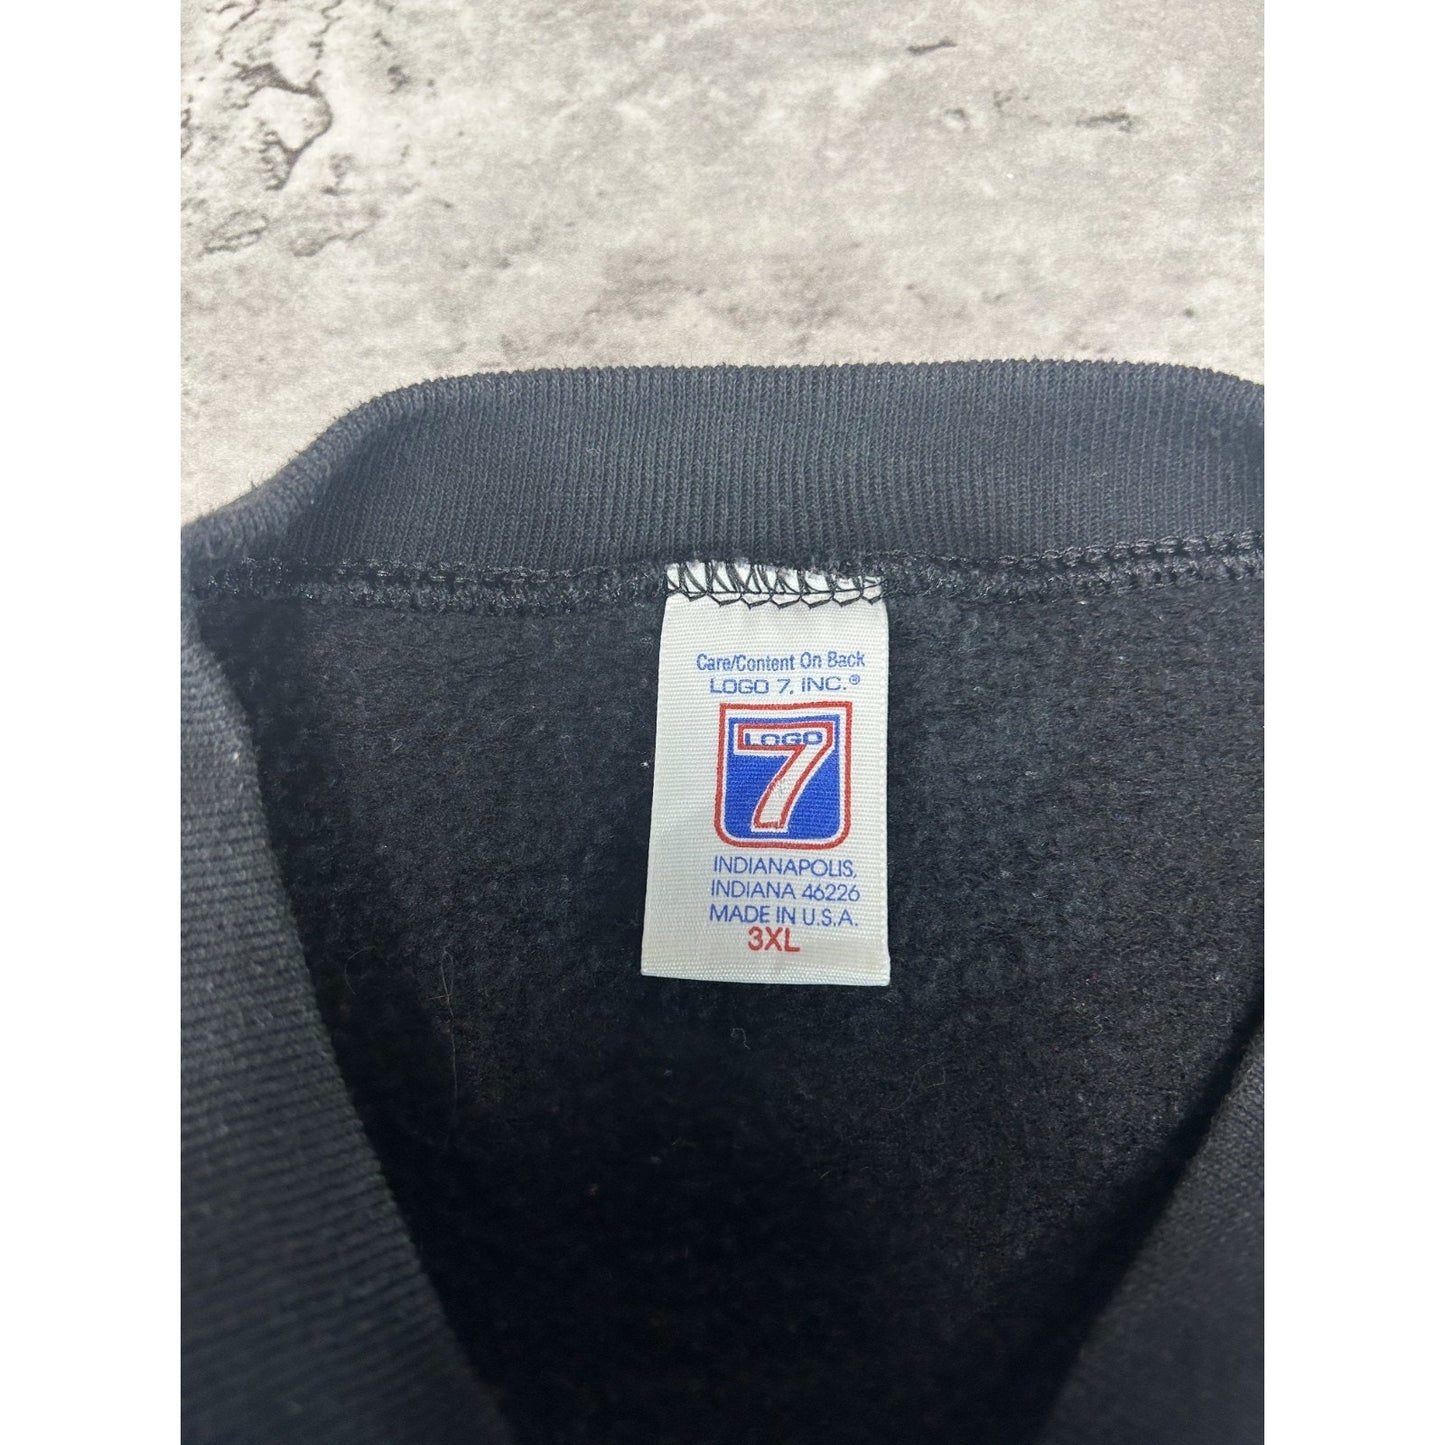 Care/Content On Back
LOGO 7, INC.®
LOGO
7
INDIANAPOLIS,
INDIANA 46226
MADE IN U.S.A.
3XL